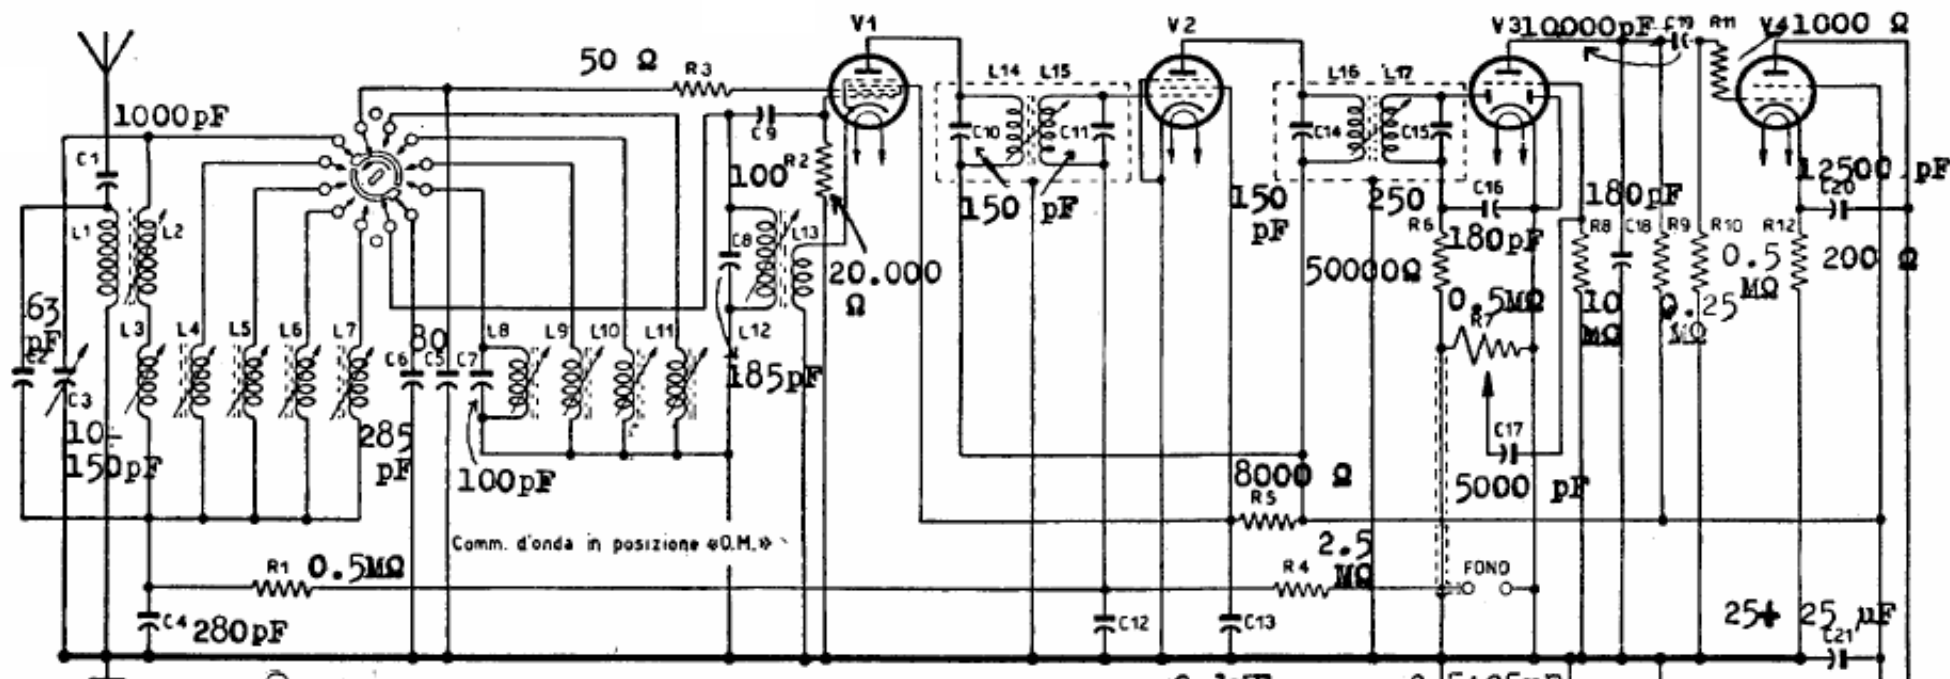 V1
V2
V3
10000pF
C19
R11
V4
1000 Ω
50 Ω
R3
L14
L15
L16
L17
1000pF
C1
C9
C10
C11
C14
C15
100
R2
12500 pF
C20
150 pF
150
pF
250
C16
180pF
180pF
L1
L2
C8
L13
R6
R8
C18
R9
R10
R12
20.000
Ω
50000Ω
0.5
MΩ
200 Ω
63
pF
C2
L3
L4
L5
L6
L7
80
L8
L9
L10
L11
L12
0.5MΩ
R7
10
MΩ
0.25
MΩ
C3
C6
C5
C7
185pF
10-
150pF
285
pF
100pF
C17
5000 pF
8000 Ω
R5
Comm. d'onda in posizione «O.M.»
2.5
MΩ
R1
0.5MΩ
R4
FONO
C4
280pF
C12
C13
25+ 25 µF
C21